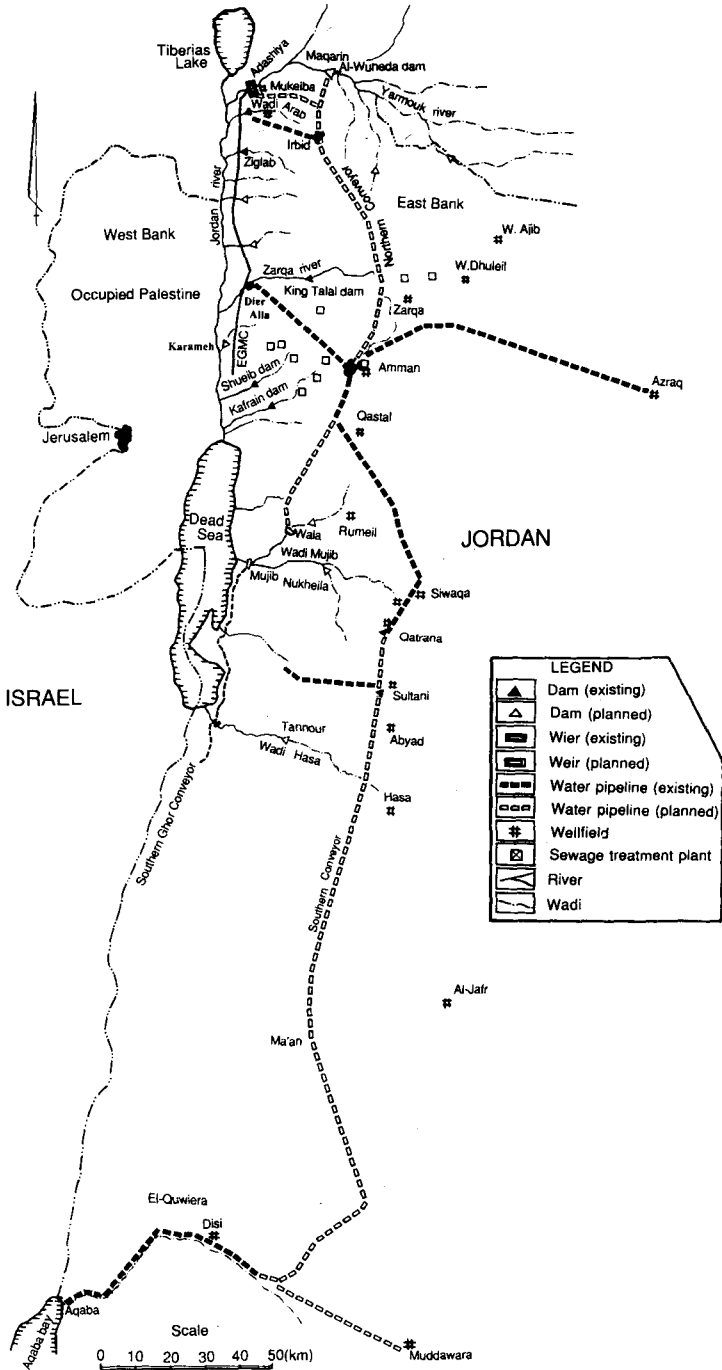 Tiberias
Lake
Adashiya
Maqarin
Al-Wuheda dam
Mukeiba
Wadi
Arab
Yarmouk river
Irbid
Ziglab
Jordan river
Northern Conveyor
East Bank
West Bank
W. Ajib
Zarqa river
W.Dhuleil
King Talal dam
Occupied Palestine
Dier
Alla
Zarqa
Karameh
EGMC
Shueib dam
Amman
Azraq
Kafrain dam
Qastal
Jerusalem
Dead
Sea
Wala
Rumeil
JORDAN
Wadi Mujib
Mujib
Nukheila
Siwaqa
Qatrana
ISRAEL
Sultani
Tannour
Abyad
Wadi Hasa
Hasa
Southern Ghor Conveyor
Southern Conveyor
LEGEND
Dam (existing)
Dam (planned)
Wier (existing)
Weir (planned)
Water pipeline (existing)
Water pipeline (planned)
Wellfield
Sewage treatment plant
River
Wadi
Al-Jafr
Ma'an
El-Quwiera
Disi
Aqaba
Aqaba bay
Scale
0 10 20 30 40 50(km)
Muddawara